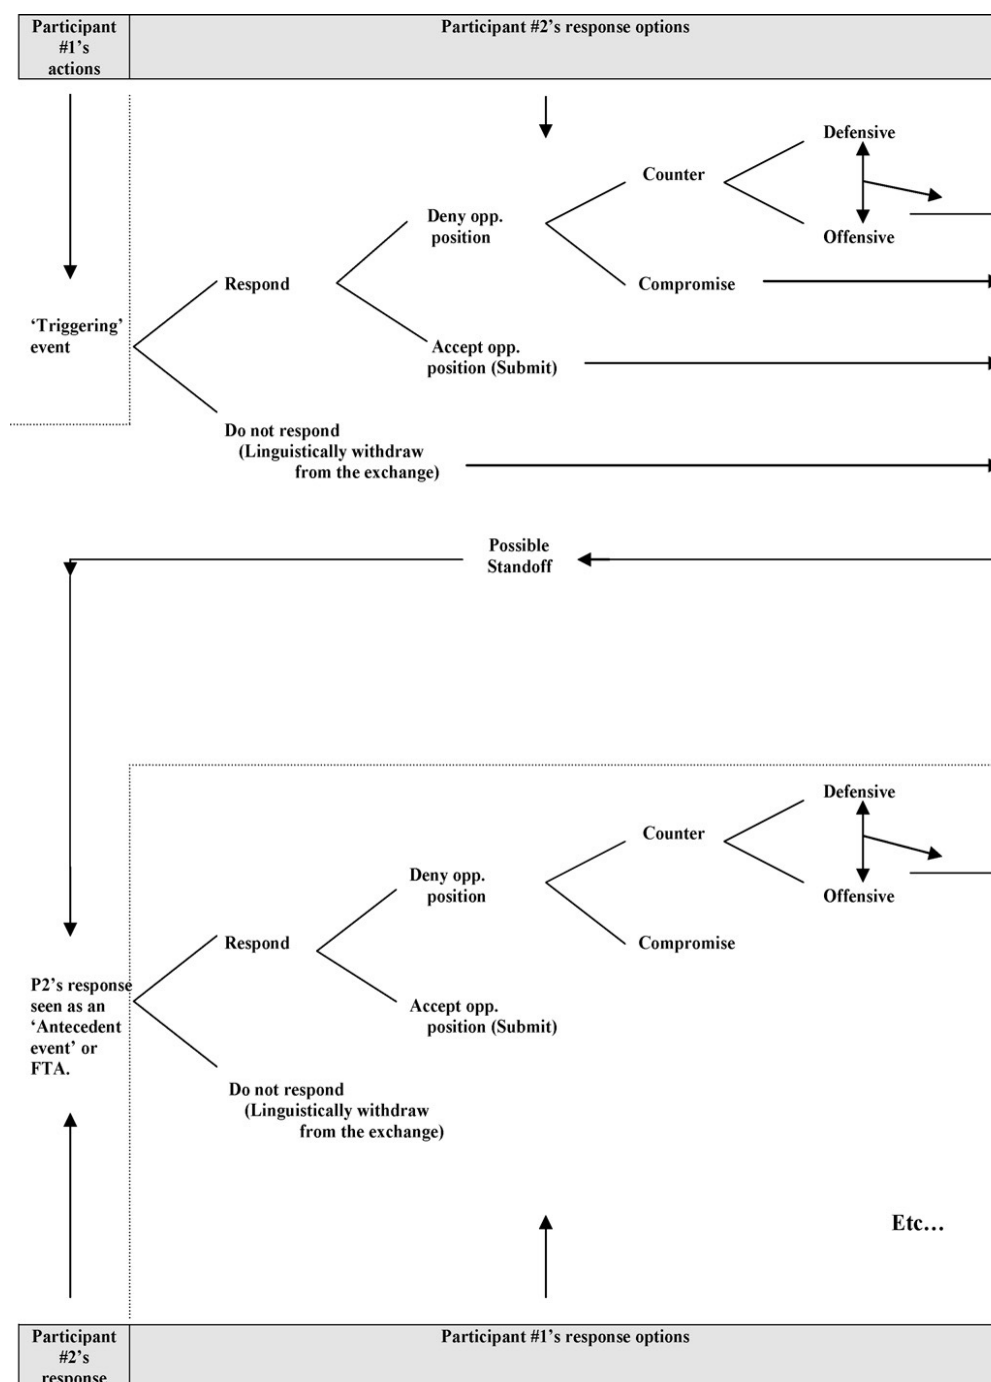 Participant
#1's
actions
Participant #2's response options
Defensive
Counter
Deny opp.
position
Offensive
Respond
Compromise
‘Triggering’
event
Accept opp.
position (Submit)
Do not respond
(Linguistically withdraw
from the exchange)
Possible
Standoff
Defensive
Counter
Deny opp.
position
Offensive
Respond
Compromise
P2’s response
seen as an
‘Antecedent
event’ or
FTA.
Accept opp.
position (Submit)
Do not respond
(Linguistically withdraw
from the exchange)
Etc…
Participant
#2’s
response
Participant #1’s response options